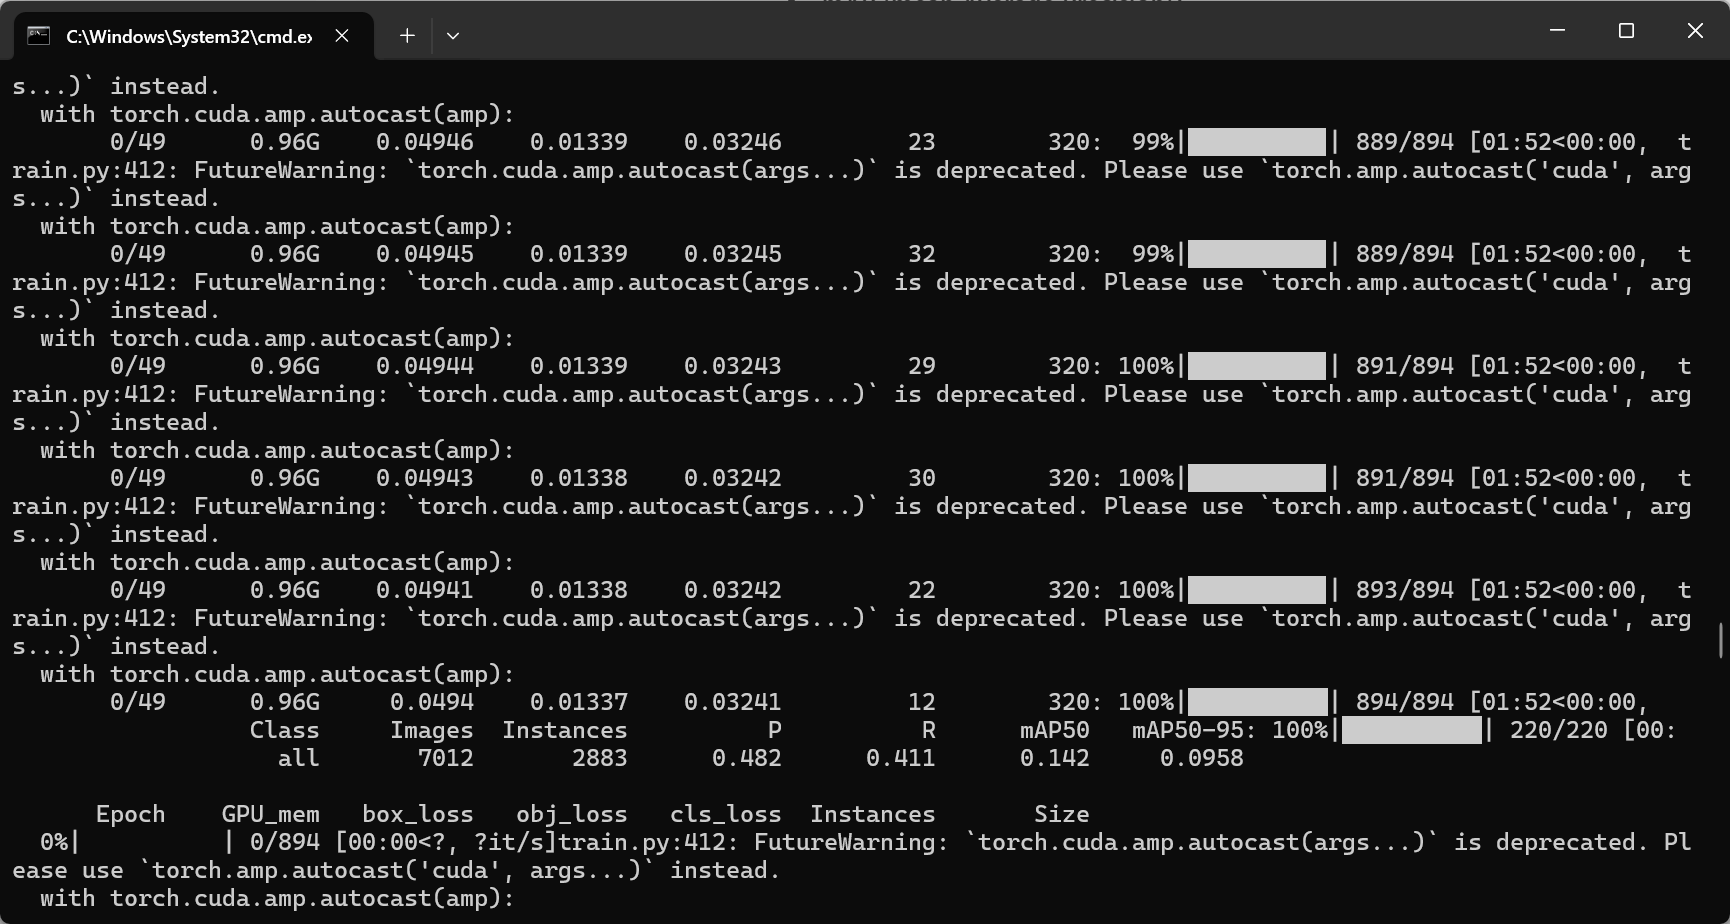 C:\Windows\System32\cmd.ex
s...)` instead.
  with torch.cuda.amp.autocast(amp):
       0/49      0.96G    0.04946    0.01339    0.03246         23        320:  99%|██████████| 889/894 [01:52<00:00,  t
rain.py:412: FutureWarning: `torch.cuda.amp.autocast(args...)` is deprecated. Please use `torch.amp.autocast('cuda', arg
s...)` instead.
  with torch.cuda.amp.autocast(amp):
       0/49      0.96G    0.04945    0.01339    0.03245         32        320:  99%|██████████| 889/894 [01:52<00:00,  t
rain.py:412: FutureWarning: `torch.cuda.amp.autocast(args...)` is deprecated. Please use `torch.amp.autocast('cuda', arg
s...)` instead.
  with torch.cuda.amp.autocast(amp):
       0/49      0.96G    0.04944    0.01339    0.03243         29        320: 100%|██████████| 891/894 [01:52<00:00,  t
rain.py:412: FutureWarning: `torch.cuda.amp.autocast(args...)` is deprecated. Please use `torch.amp.autocast('cuda', arg
s...)` instead.
  with torch.cuda.amp.autocast(amp):
       0/49      0.96G    0.04943    0.01338    0.03242         30        320: 100%|██████████| 891/894 [01:52<00:00,  t
rain.py:412: FutureWarning: `torch.cuda.amp.autocast(args...)` is deprecated. Please use `torch.amp.autocast('cuda', arg
s...)` instead.
  with torch.cuda.amp.autocast(amp):
       0/49      0.96G    0.04941    0.01338    0.03242         22        320: 100%|██████████| 893/894 [01:52<00:00,  t
rain.py:412: FutureWarning: `torch.cuda.amp.autocast(args...)` is deprecated. Please use `torch.amp.autocast('cuda', arg
s...)` instead.
  with torch.cuda.amp.autocast(amp):
       0/49      0.96G     0.0494    0.01337    0.03241         12        320: 100%|██████████| 894/894 [01:52<00:00,
                 Class     Images  Instances          P          R      mAP50   mAP50-95: 100%|██████████| 220/220 [00:
                   all       7012       2883      0.482      0.411      0.142     0.0958

      Epoch    GPU_mem   box_loss   obj_loss   cls_loss  Instances       Size
  0%|          | 0/894 [00:00<?, ?it/s]train.py:412: FutureWarning: `torch.cuda.amp.autocast(args...)` is deprecated. Pl
ease use `torch.amp.autocast('cuda', args...)` instead.
  with torch.cuda.amp.autocast(amp):